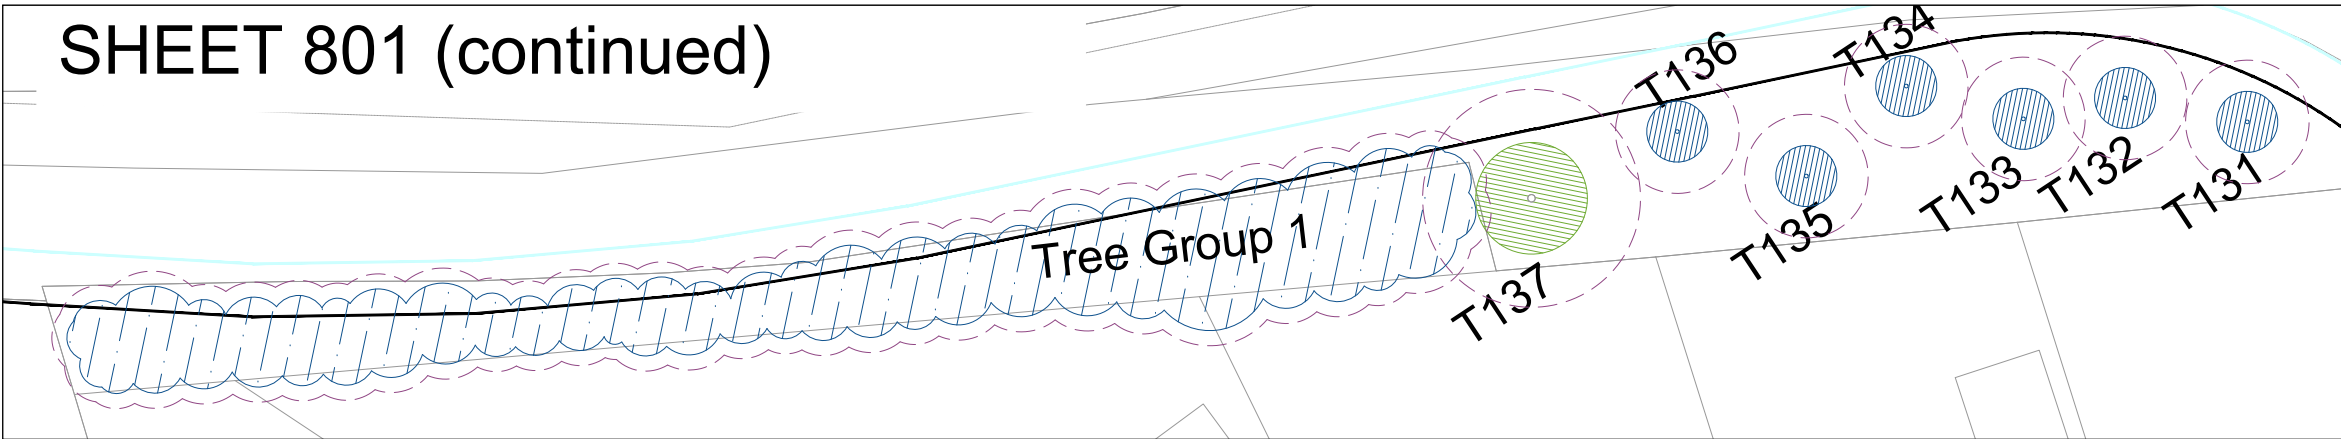 SHEET 801 (continued)
T134
T136
T133
T132
T131
T135
Tree Group 1
T137